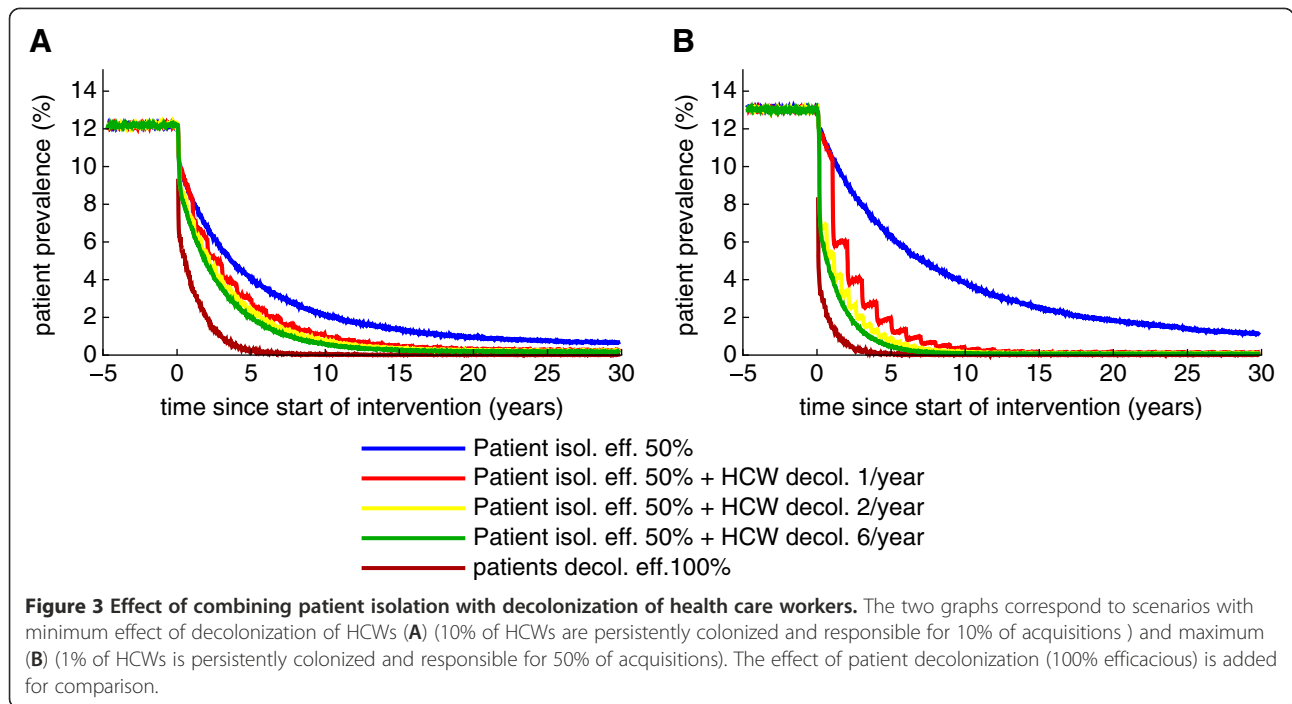 A
B
patient prevalence (%)
14
12
10
8
6
4
2
0
−5 0 5 10 15 20 25 30
time since start of intervention (years)
patient prevalence (%)
14
12
10
8
6
4
2
0
−5 0 5 10 15 20 25 30
time since start of intervention (years)
Patient isol. eff. 50%
Patient isol. eff. 50% + HCW decol. 1/year
Patient isol. eff. 50% + HCW decol. 2/year
Patient isol. eff. 50% + HCW decol. 6/year
patients decol. eff.100%
Figure 3 Effect of combining patient isolation with decolonization of health care workers. The two graphs correspond to scenarios with
minimum effect of decolonization of HCWs (A) (10% of HCWs are persistently colonized and responsible for 10% of acquisitions ) and maximum
(B) (1% of HCWs is persistently colonized and responsible for 50% of acquisitions). The effect of patient decolonization (100% efficacious) is added
for comparison.